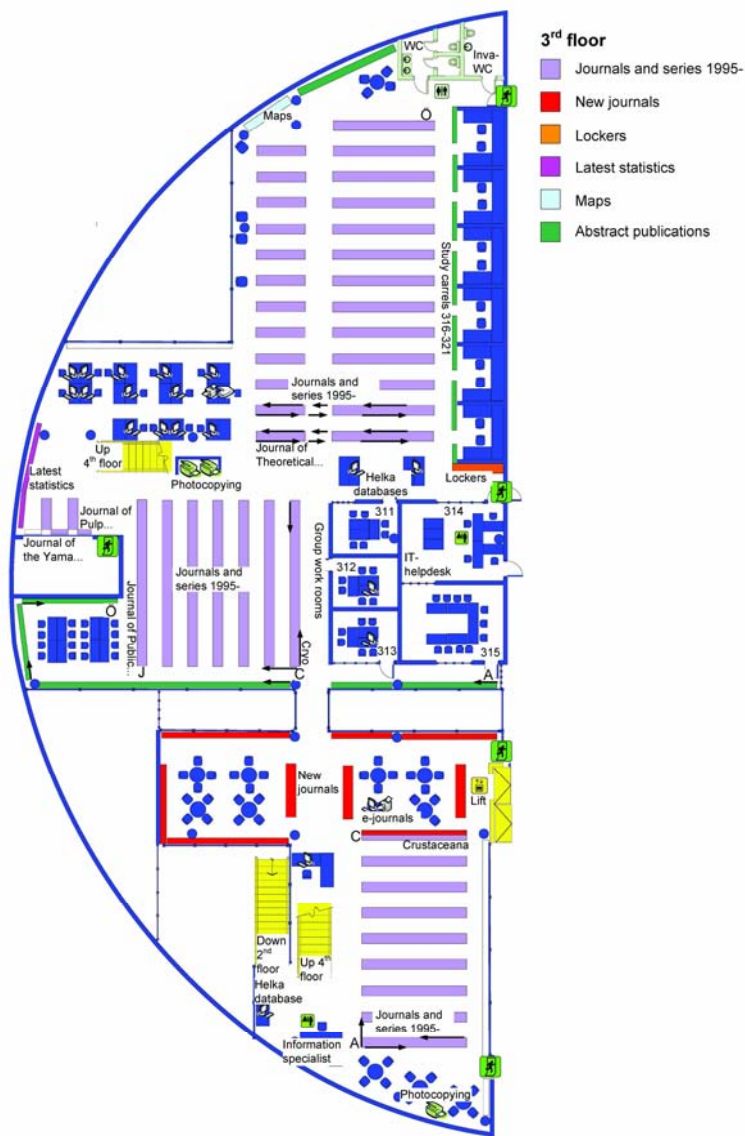 3rd floor
Journals and series 1995-
New journals
Lockers
Latest statistics
Maps
Abstract publications
WC
Inva-
WC
Maps
Ö
Study carrels 316-321
Journals and
series 1995-
Journal of
Theoretical...
Up
4th floor
Photocopying
Helka
databases
Lockers
Latest
statistics
Journal of
Pulp...
Journal of
the Yama...
Journals and
series 1995-
Group work rooms
311
314
312
IT-
helpdesk
313
315
Ö
Journal of Public...
J
Cryo
C
A
New
journals
e-journals
Lift
C
Crustaceana
Down
2nd
floor
Up 4th
floor
Helka
database
Journals and
series 1995-
Information
specialist
A
Photocopying